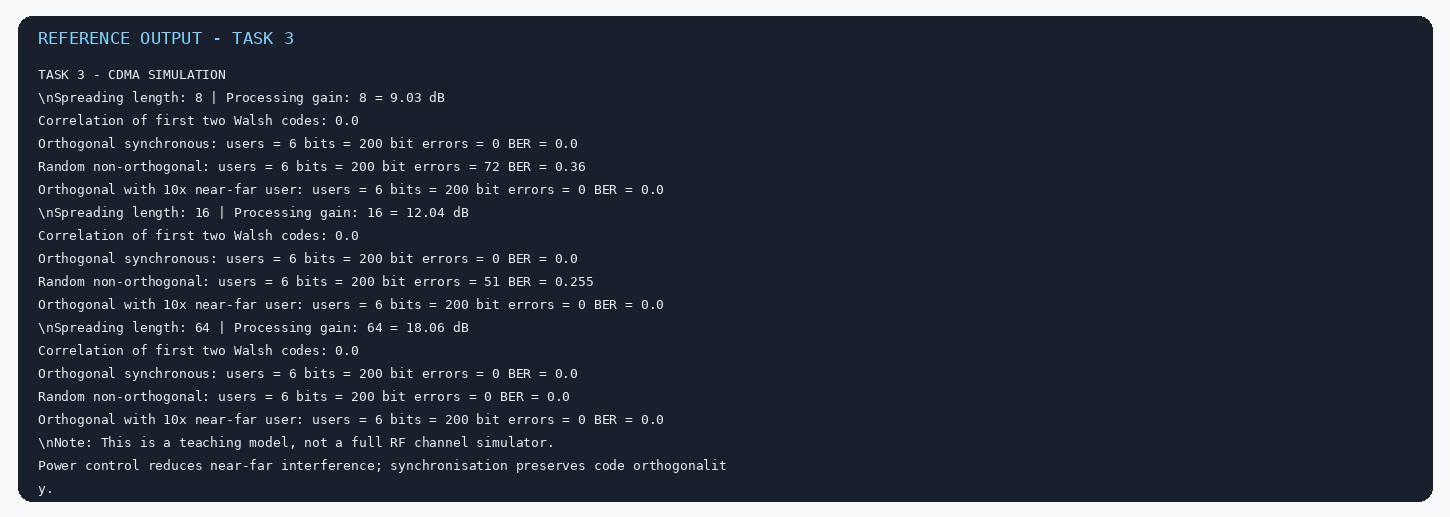 REFERENCE OUTPUT - TASK 3
TASK 3 - CDMA SIMULATION
\nSpreading length: 8 | Processing gain: 8 = 9.03 dB
Correlation of first two Walsh codes: 0.0
Orthogonal synchronous: users = 6 bits = 200 bit errors = 0 BER = 0.0
Random non-orthogonal: users = 6 bits = 200 bit errors = 72 BER = 0.36
Orthogonal with 10x near-far user: users = 6 bits = 200 bit errors = 0 BER = 0.0
\nSpreading length: 16 | Processing gain: 16 = 12.04 dB
Correlation of first two Walsh codes: 0.0
Orthogonal synchronous: users = 6 bits = 200 bit errors = 0 BER = 0.0
Random non-orthogonal: users = 6 bits = 200 bit errors = 51 BER = 0.255
Orthogonal with 10x near-far user: users = 6 bits = 200 bit errors = 0 BER = 0.0
\nSpreading length: 64 | Processing gain: 64 = 18.06 dB
Correlation of first two Walsh codes: 0.0
Orthogonal synchronous: users = 6 bits = 200 bit errors = 0 BER = 0.0
Random non-orthogonal: users = 6 bits = 200 bit errors = 0 BER = 0.0
Orthogonal with 10x near-far user: users = 6 bits = 200 bit errors = 0 BER = 0.0
\nNote: This is a teaching model, not a full RF channel simulator.
Power control reduces near-far interference; synchronisation preserves code orthogonalit
y.